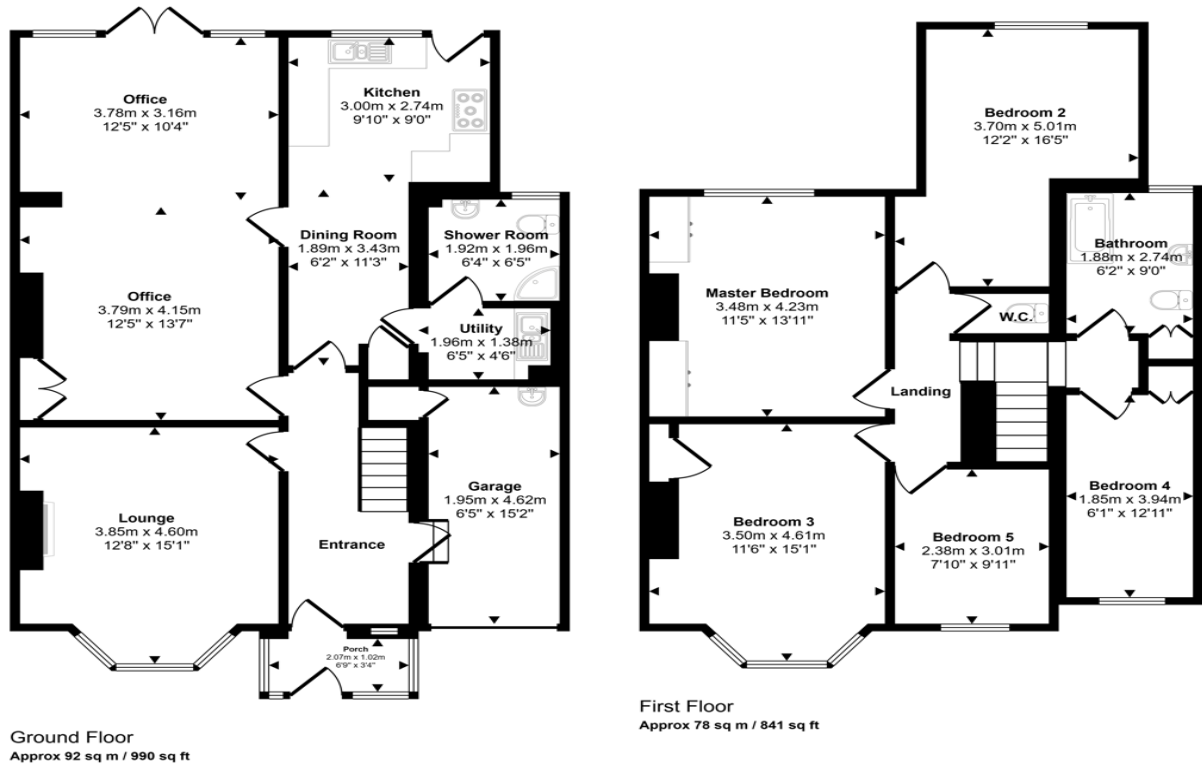 Office
3.78m x 3.16m
12'5" x 10'4"
Kitchen
3.00m x 2.74m
9'10" x 9'0"
Dining Room
1.89m x 3.43m
6'2" x 11'3"
Shower Room
1.92m x 1.96m
6'4" x 6'5"
Office
3.79m x 4.15m
12'5" x 13'7"
Utility
1.96m x 1.38m
6'5" x 4'6"
Lounge
3.85m x 4.60m
12'8" x 15'1"
Entrance
Garage
1.95m x 4.62m
6'5" x 15'2"
Porch
2.07m x 1.02m
6'9" x 3'4"
Ground Floor
Approx 92 sq m / 990 sq ft
Bedroom 2
3.70m x 5.01m
12'2" x 16'5"
Bathroom
1.88m x 2.74m
6'2" x 9'0"
Master Bedroom
3.48m x 4.23m
11'5" x 13'11"
W.C.
Landing
Bedroom 4
1.85m x 3.94m
6'1" x 12'11"
Bedroom 3
3.50m x 4.61m
11'6" x 15'1"
Bedroom 5
2.38m x 3.01m
7'10" x 9'11"
First Floor
Approx 78 sq m / 841 sq ft